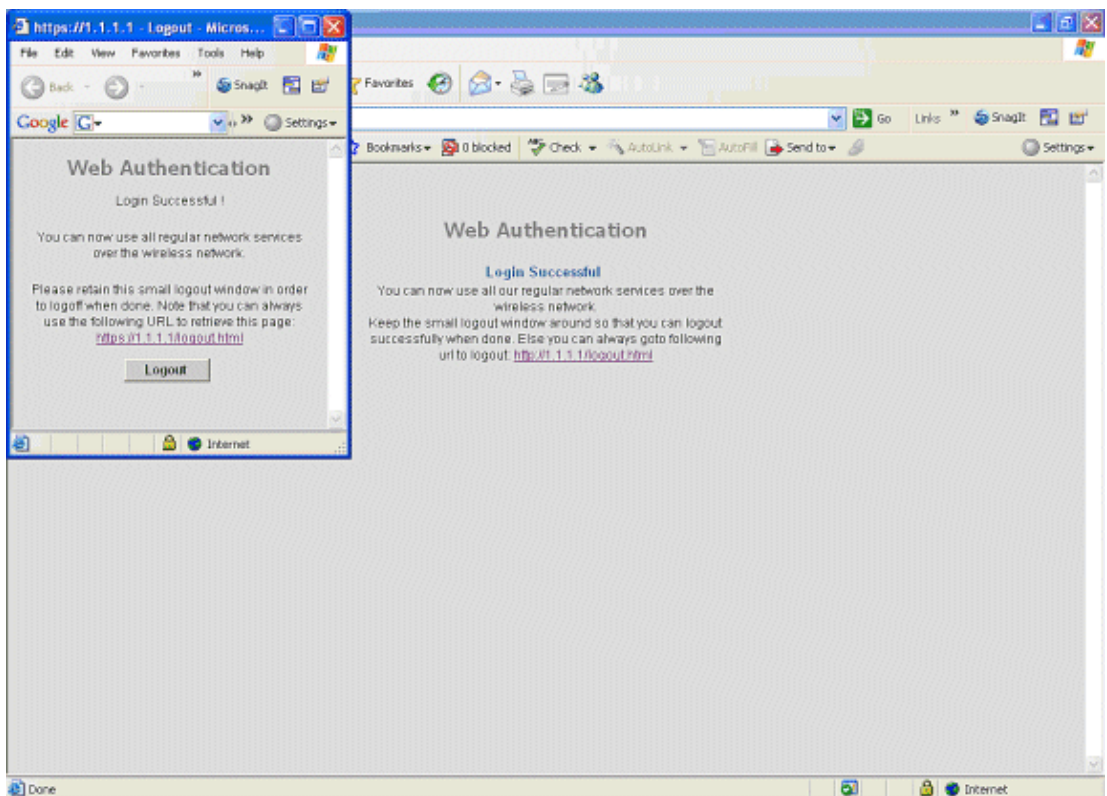 https://1.1.1.1 - Logout - Micros...
File Edit View Favorites Tools Help
Back
SnagIt
Google
G
Settings
Web Authentication
Login Successful !
You can now use all regular network services
over the wireless network.
Please retain this small logout window in order
to logoff when done. Note that you can always
use the following URL to retrieve this page:
https://1.1.1.1/logout.html
Logout
Internet
Favorites
Go Links » SnagIt
Bookmarks 0 blocked Check AutoLink AutoFill Send to Settings
Web Authentication
Login Successful
You can now use all our regular network services over the
wireless network.
Keep the small logout window around so that you can logout
successfully when done. Else you can always goto following
url to logout: http://1.1.1.1/logout.html
Done
Internet